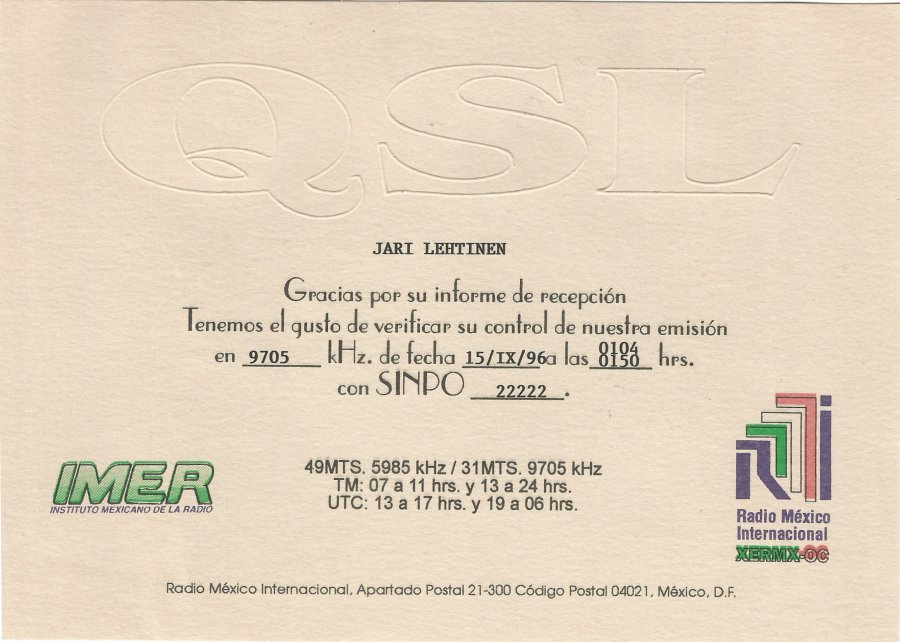 QSL
JARI LEHTINEN
Gracias por su informe de recepción
Tenemos el gusto de verificar su control de nuestra emisión
0104
en 9705 kHz. de fecha 15/IX/96 a las 0150 hrs.
con SINPO 22222.
49MTS. 5985 kHz / 31MTS. 9705 kHz
TM: 07 a 11 hrs. y 13 a 24 hrs.
UTC: 13 a 17 hrs. y 19 a 06 hrs.
IMER
INSTITUTO MEXICANO DE LA RADIO
Radio México
Internacional
XERMX-OC
Radio México Internacional, Apartado Postal 21-300 Código Postal 04021, México, D.F.